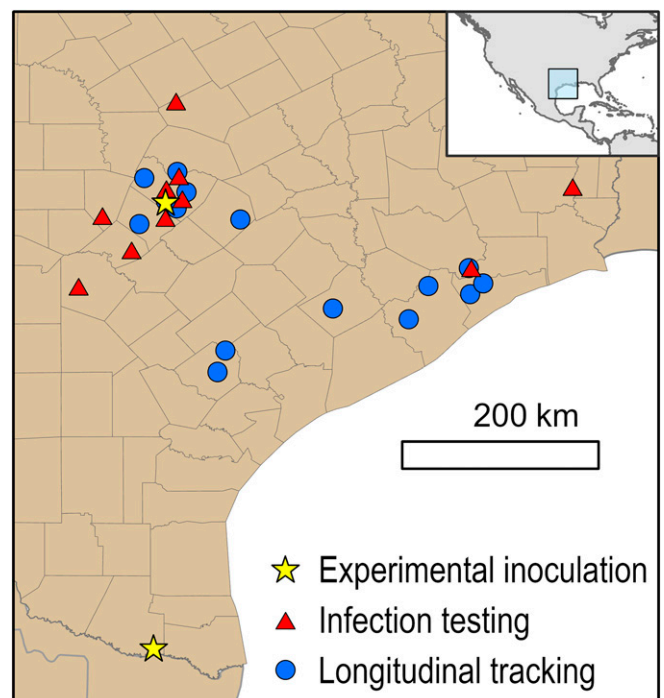 200 km
Experimental inoculation
Infection testing
Longitudinal tracking